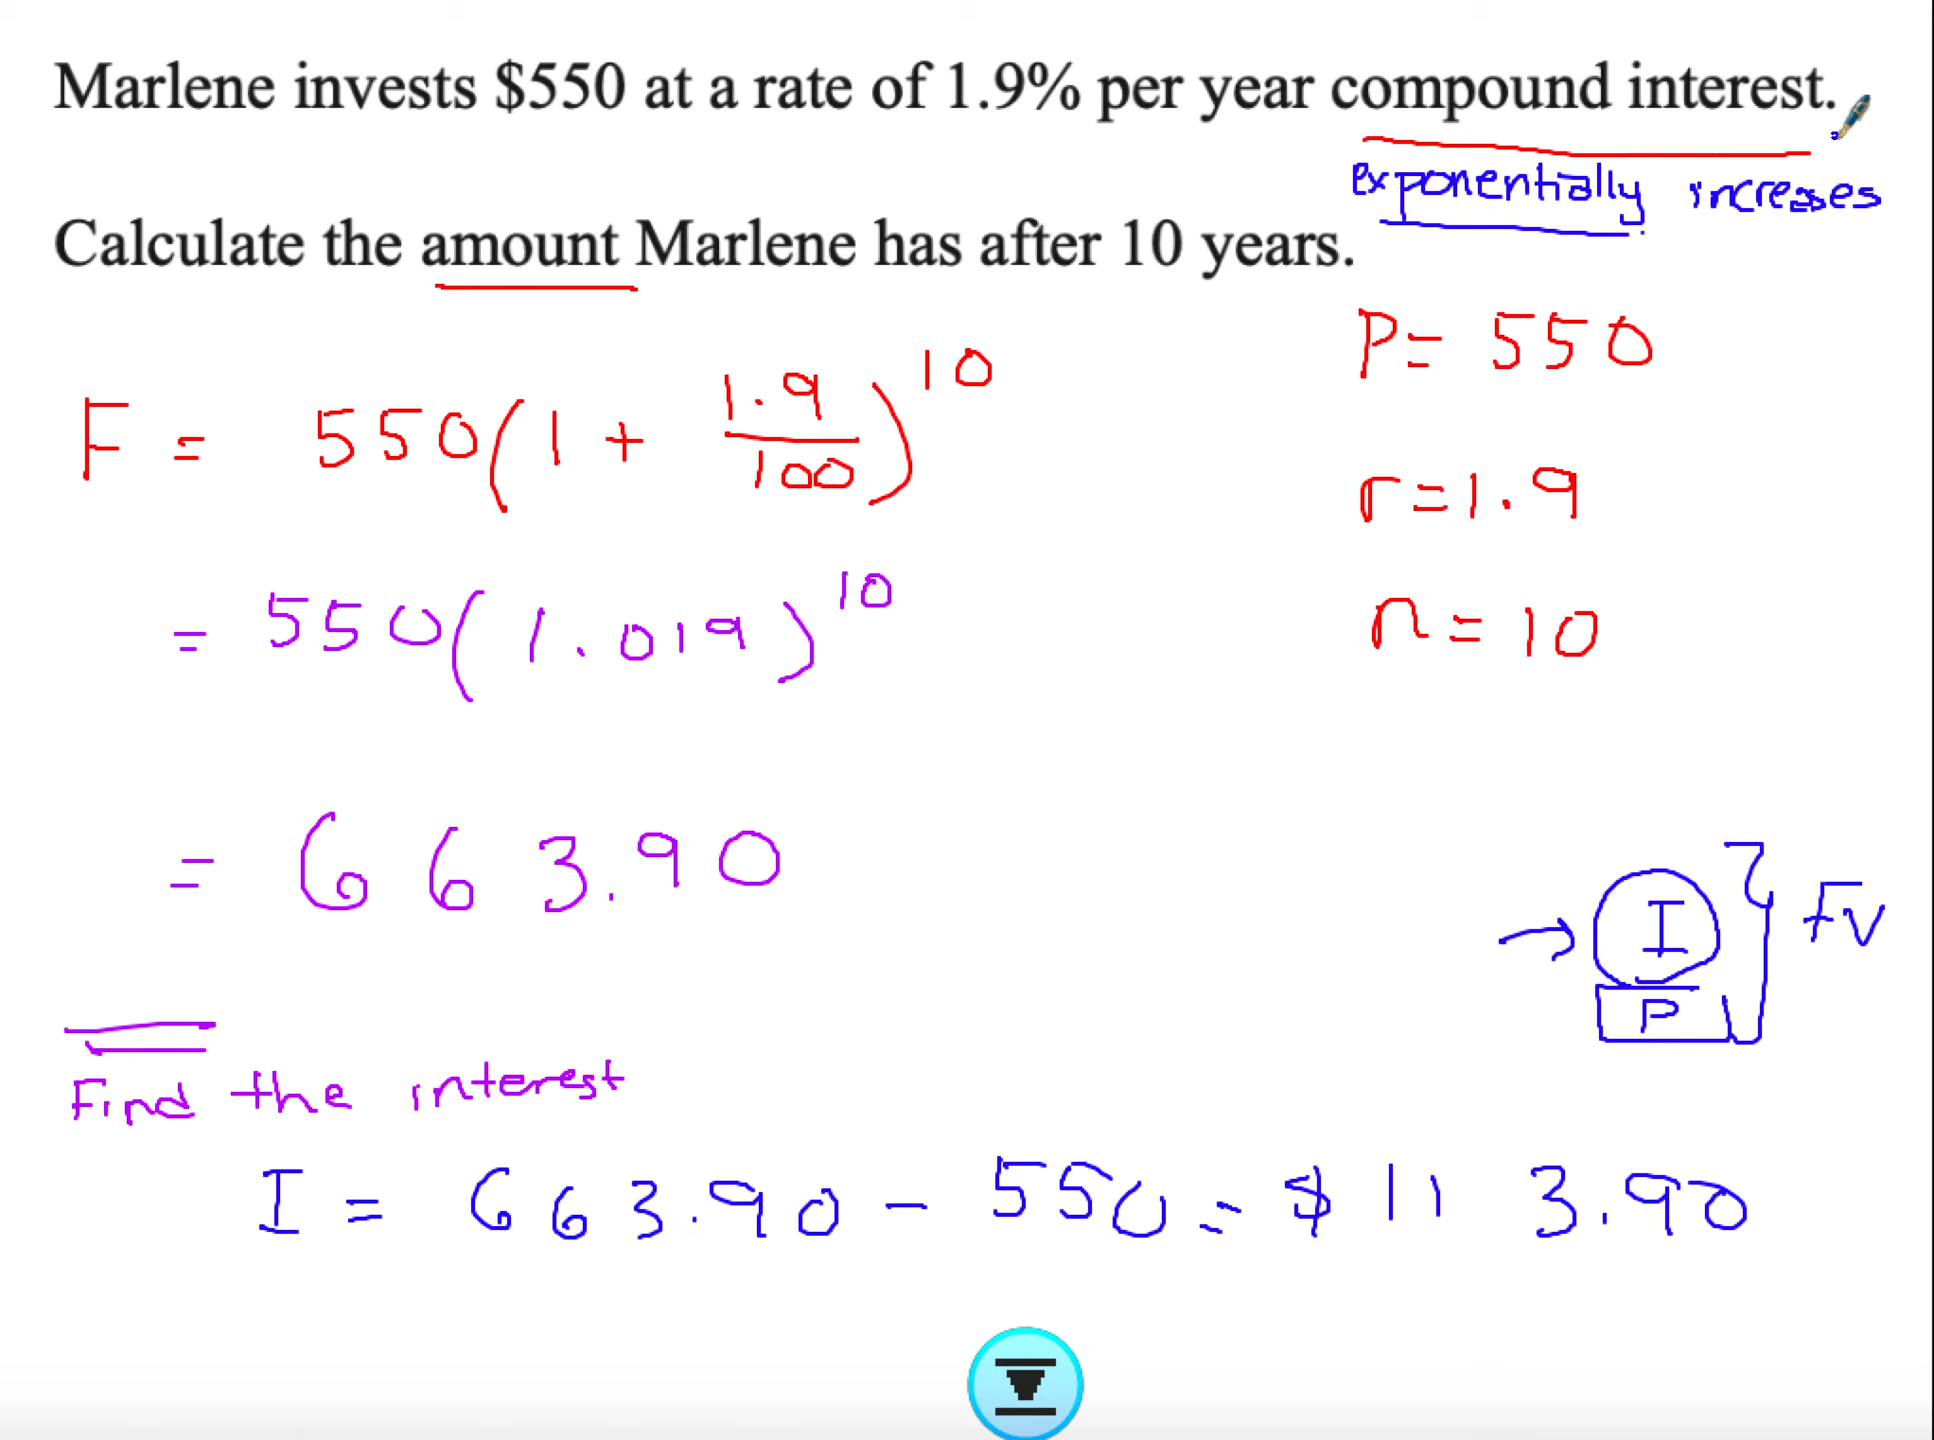 Marlene invests $550 at a rate of 1.9% per year compound interest.
exponentially increases
Calculate the amount Marlene has after 10 years.
P= 550
F = 550(1 + 1.9/100)^10
r=1.9
= 550(1.019)^10
n=10
= 663.90
I } FV
P
Find the interest
I = 663.90 - 550 = $113.90